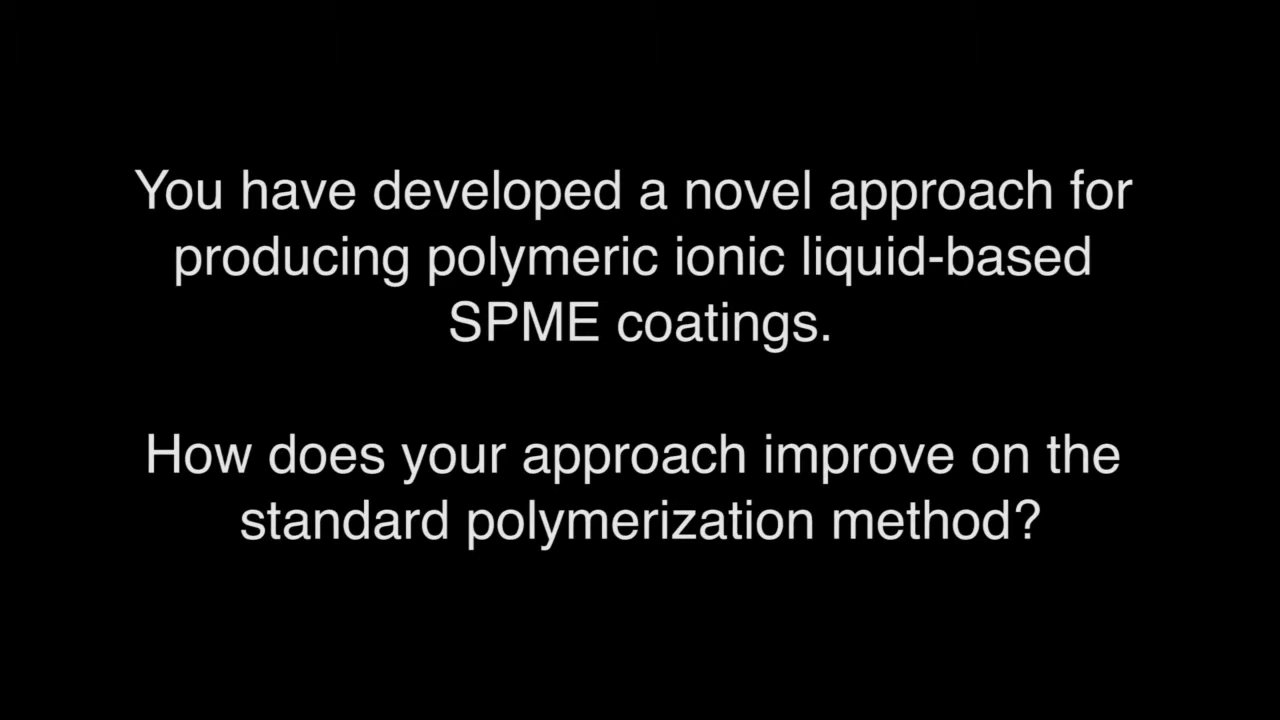 You have developed a novel approach for
producing polymeric ionic liquid-based
SPME coatings.
How does your approach improve on the
standard polymerization method?